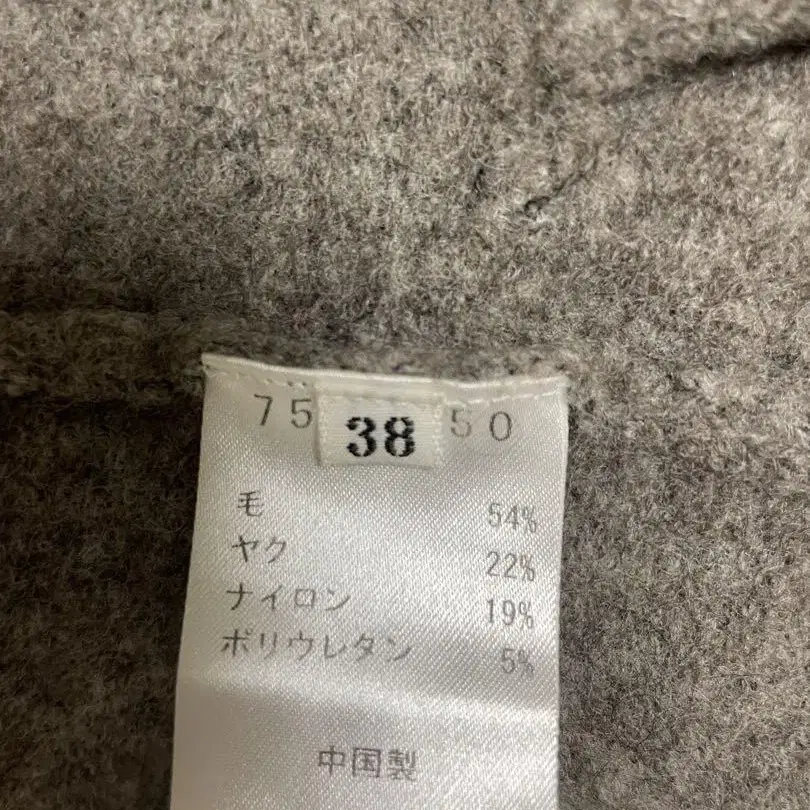 75 38 50
毛 54%
ヤク 22%
ナイロン 19%
ポリウレタン 5%
中国製